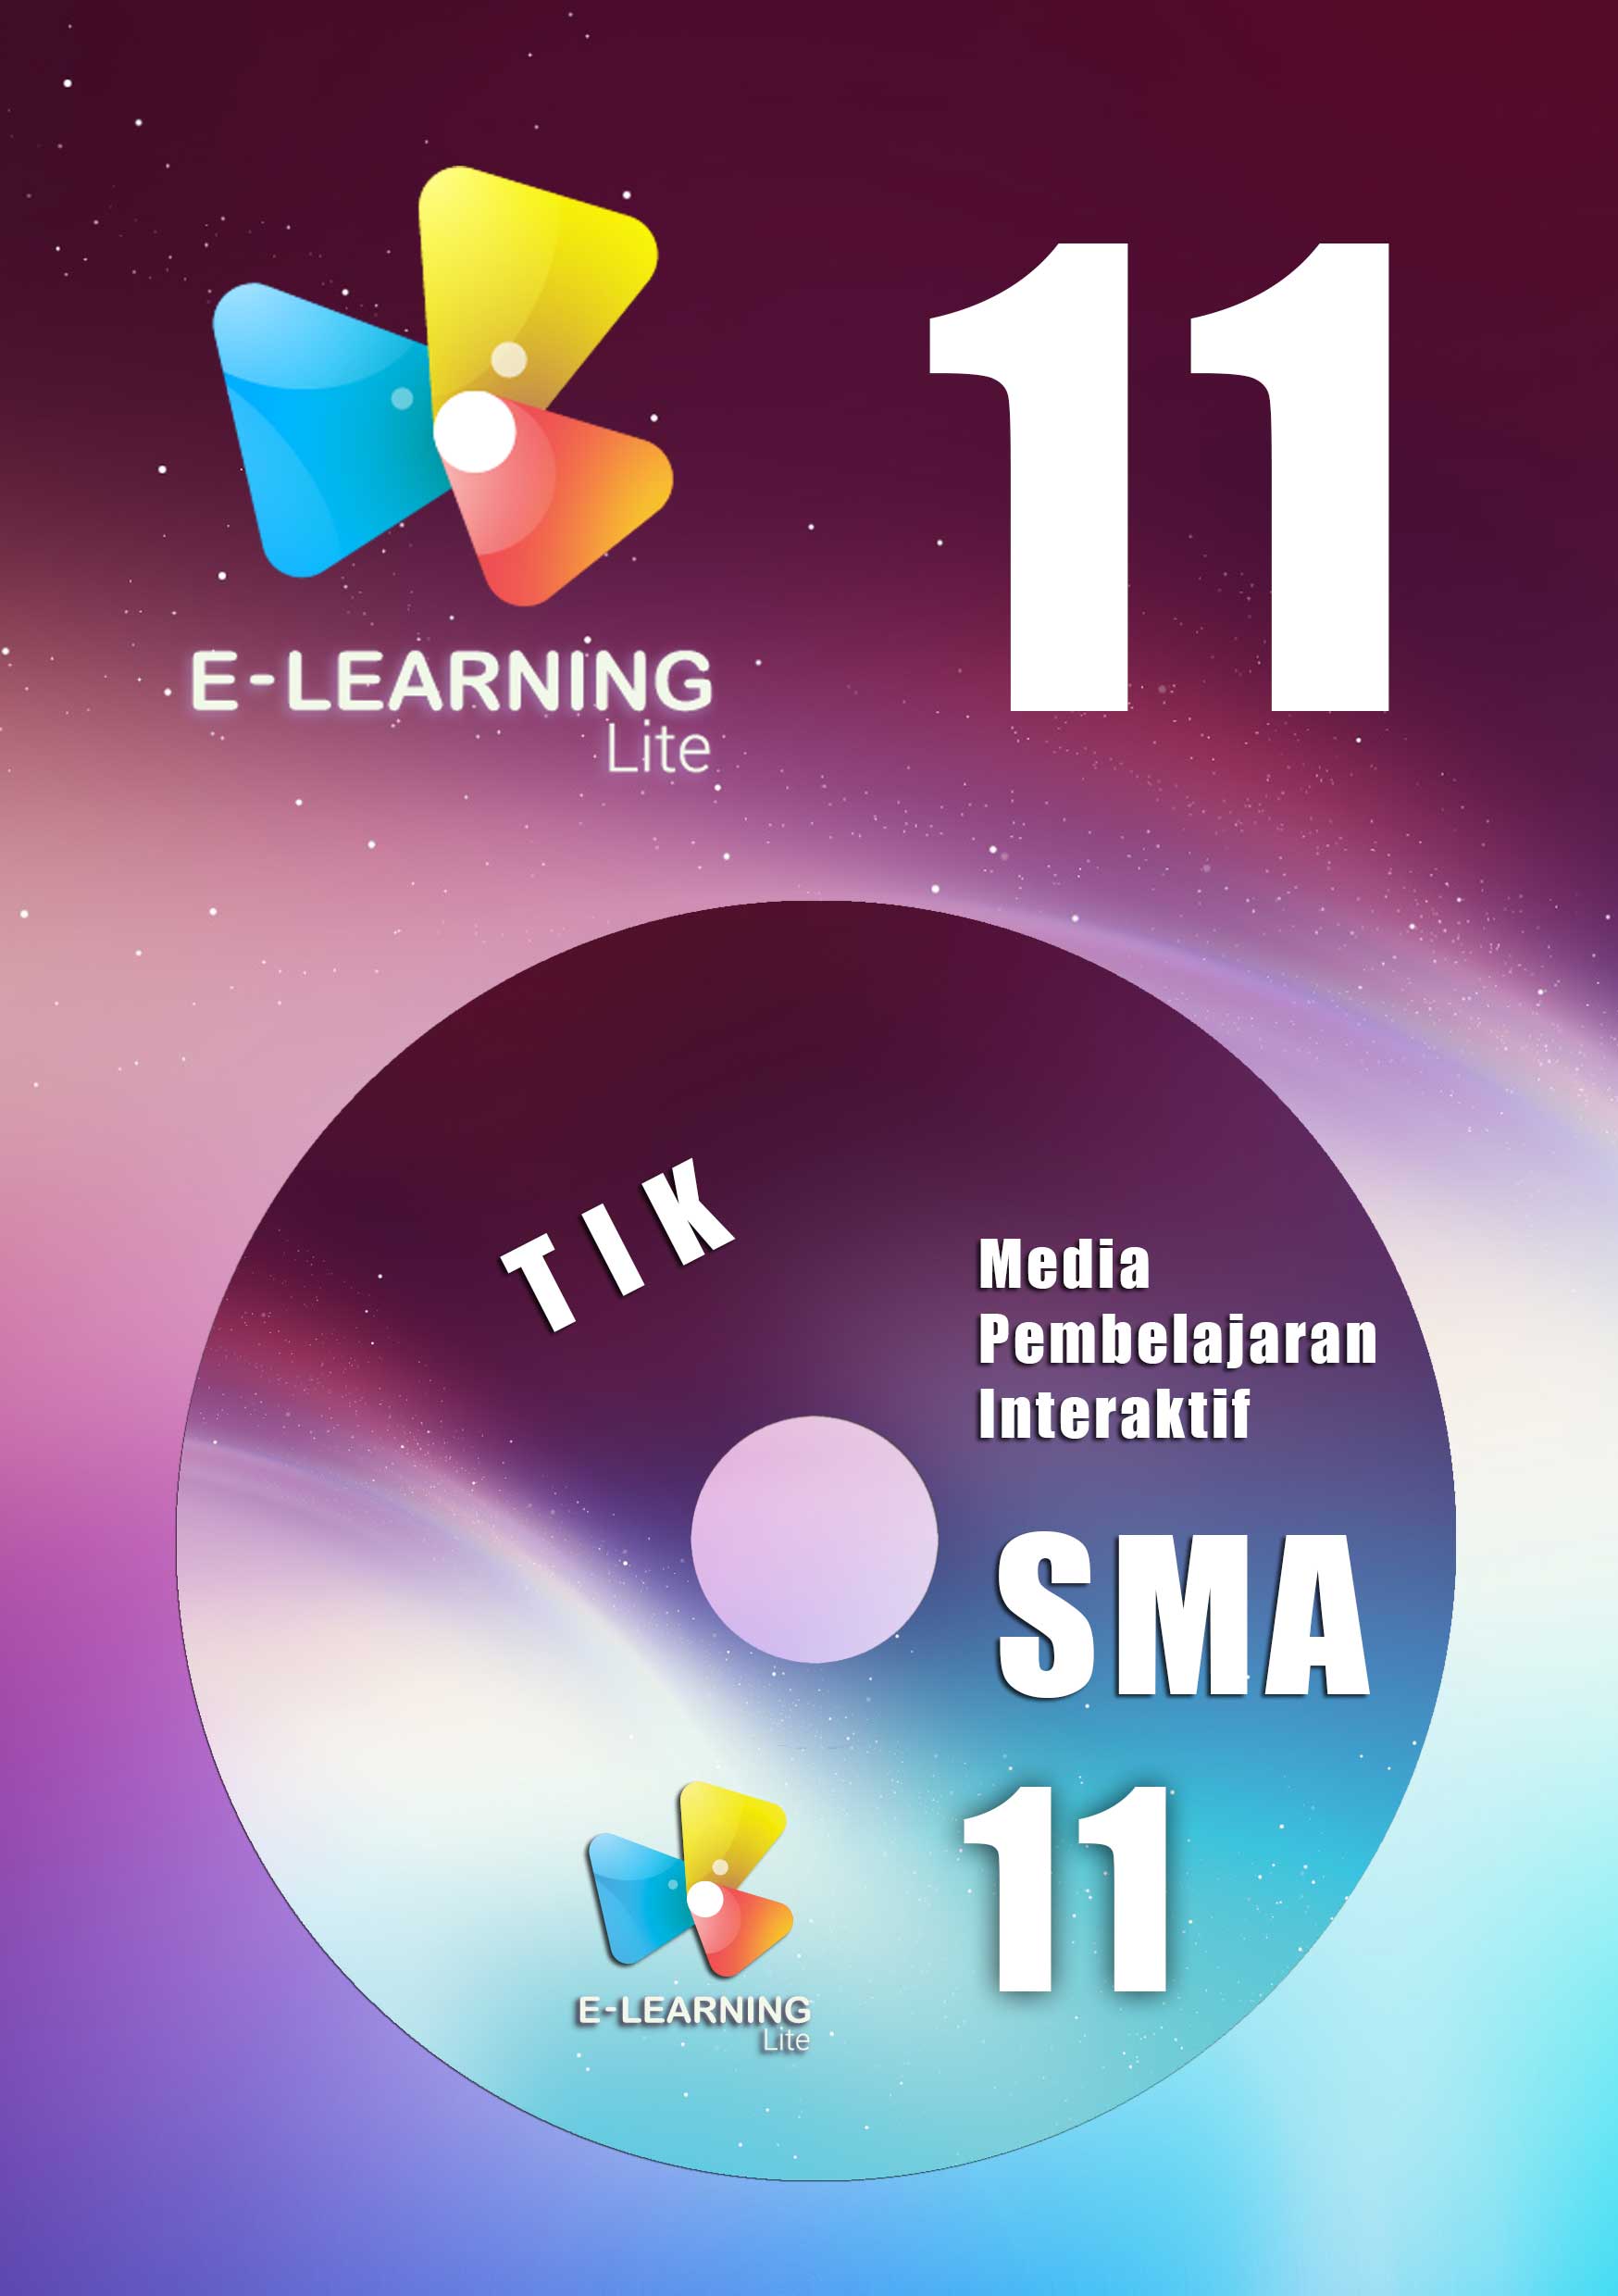 11
E-LEARNING
Lite
TIK
Media
Pembelajaran
Interaktif
SMA
11
E-LEARNING
Lite